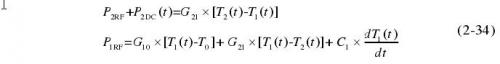 P₂RF+P₂DC(t)=G₂₁×[T₂(t)-T₁(t)]
P₁RF=G₁₀×[T₁(t)-T₀]+G₂₁×[T₁(t)-T₂(t)]+C₁×dT₁(t)/dt
(2-34)